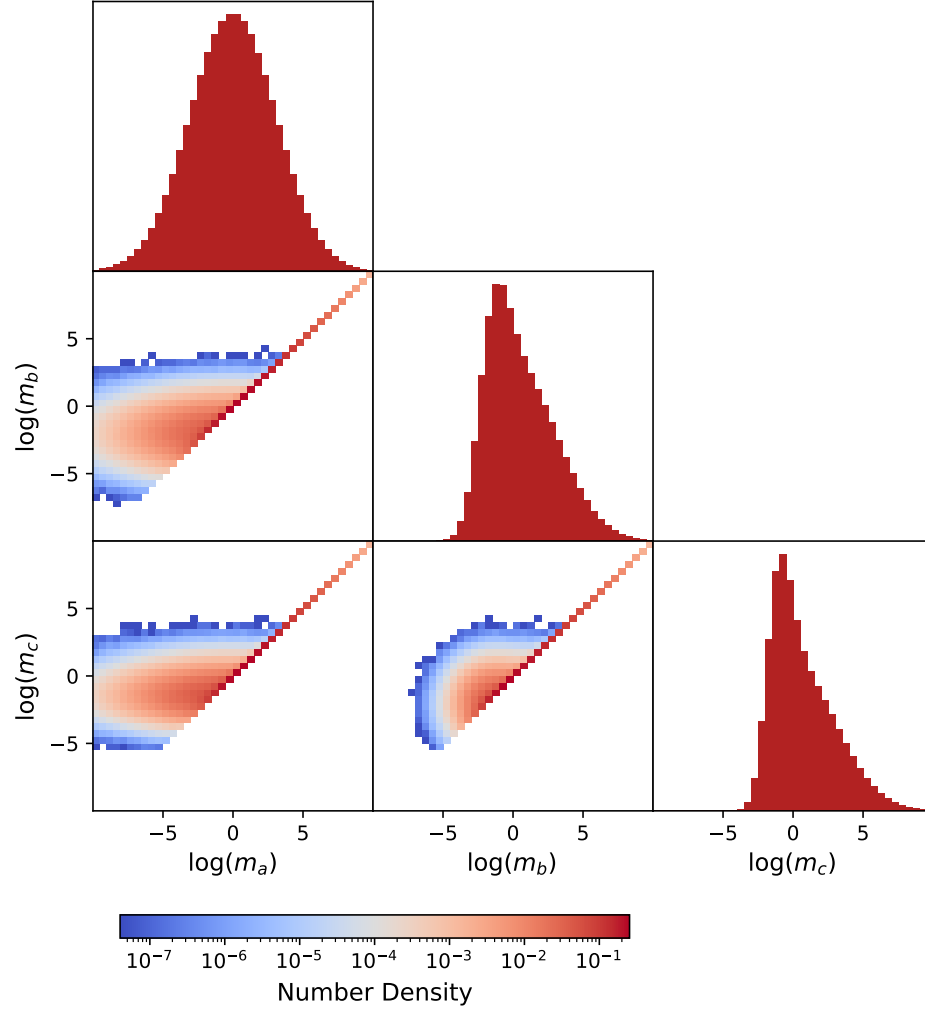 5
0
−5
log(m_b)
5
0
−5
log(m_c)
−5 0 5 −5 0 5 −5 0 5
log(m_a) log(m_b) log(m_c)
10^−7 10^−6 10^−5 10^−4 10^−3 10^−2 10^−1
Number Density